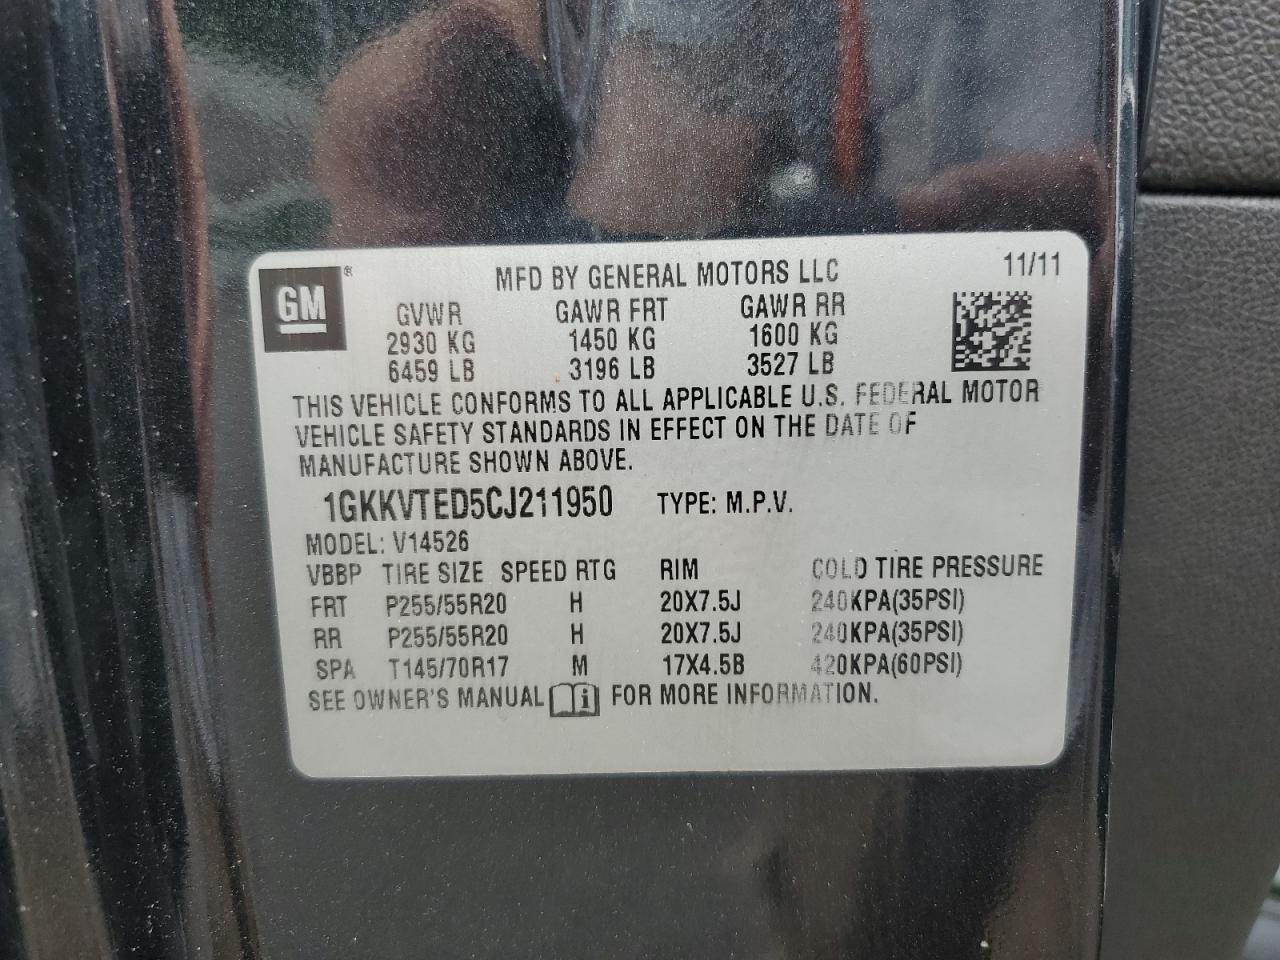 GM ®
MFD BY GENERAL MOTORS LLC 11/11
GVWR GAWR FRT GAWR RR
2930 KG 1450 KG 1600 KG
6459 LB 3196 LB 3527 LB
THIS VEHICLE CONFORMS TO ALL APPLICABLE U.S. FEDERAL MOTOR
VEHICLE SAFETY STANDARDS IN EFFECT ON THE DATE OF
MANUFACTURE SHOWN ABOVE.
1GKKVTED5CJ211950 TYPE: M.P.V.
MODEL: V14526
VBBP TIRE SIZE SPEED RTG RIM COLD TIRE PRESSURE
FRT P255/55R20 H 20X7.5J 240KPA(35PSI)
RR P255/55R20 H 20X7.5J 240KPA(35PSI)
SPA T145/70R17 M 17X4.5B 420KPA(60PSI)
SEE OWNER'S MANUAL i FOR MORE INFORMATION.